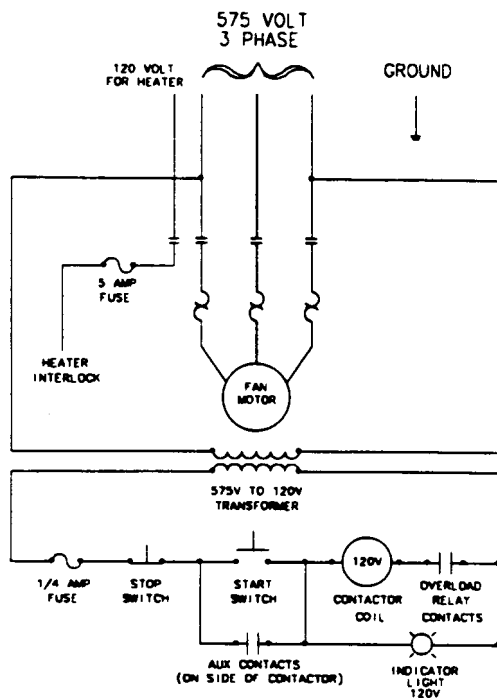 575 VOLT
3 PHASE
120 VOLT
FOR HEATER
GROUND
5 AMP
FUSE
HEATER
INTERLOCK
FAN
MOTOR
575V TO 120V
TRANSFORMER
120V
1/4 AMP
FUSE
STOP
SWITCH
START
SWITCH
CONTACTOR
COIL
OVERLOAD
RELAY
CONTACTS
AUX CONTACTS
(ON SIDE OF CONTACTOR)
INDICATOR
LIGHT
120V